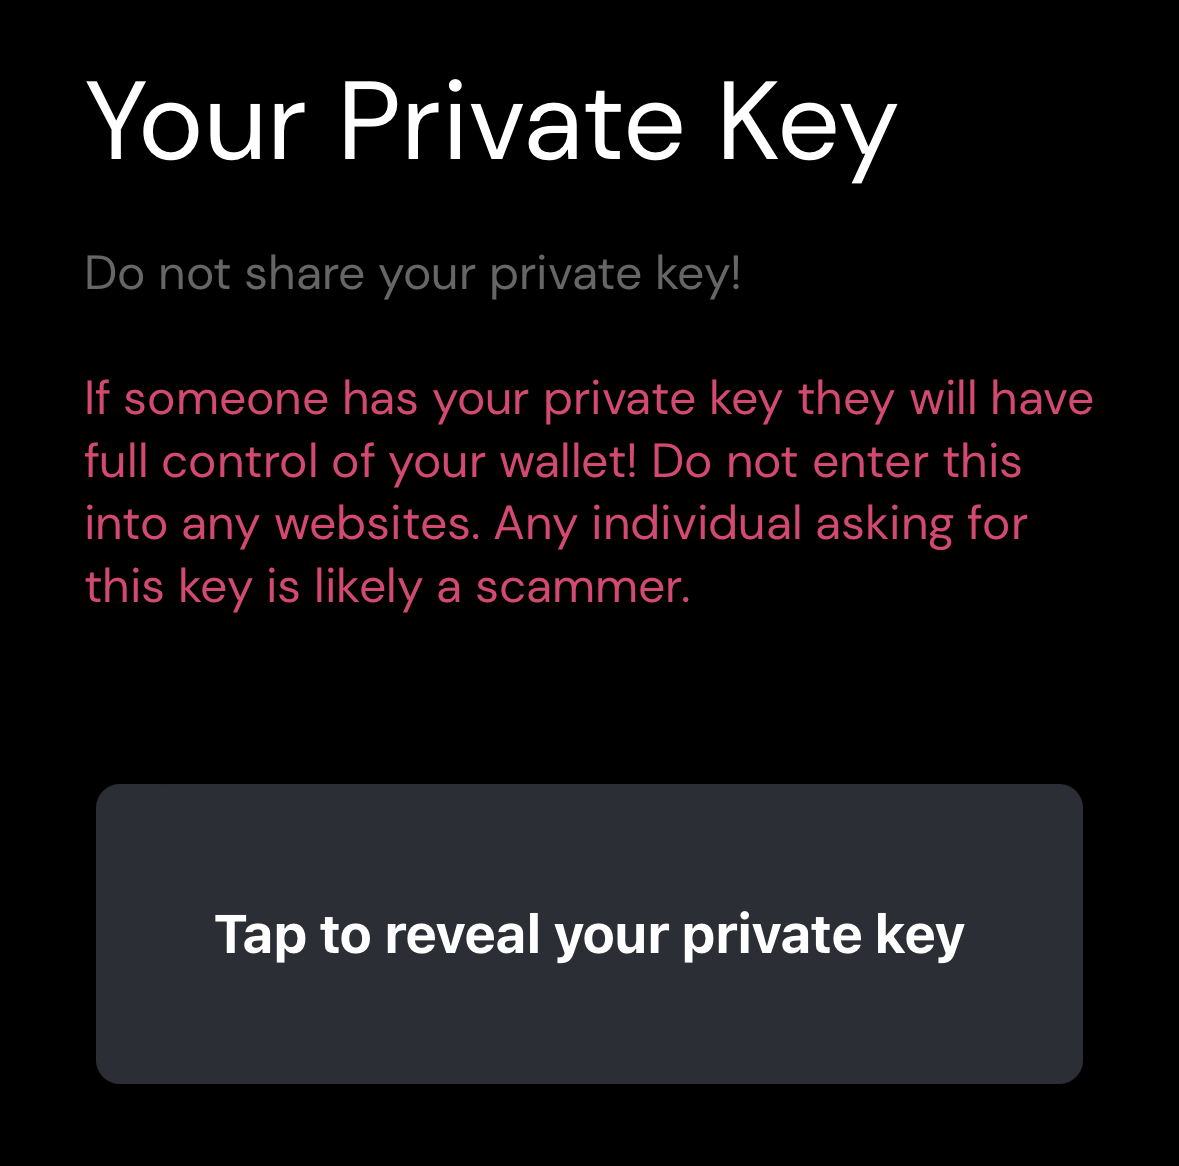 Your Private Key
Do not share your private key!
If someone has your private key they will have
full control of your wallet! Do not enter this
into any websites. Any individual asking for
this key is likely a scammer.
Tap to reveal your private key